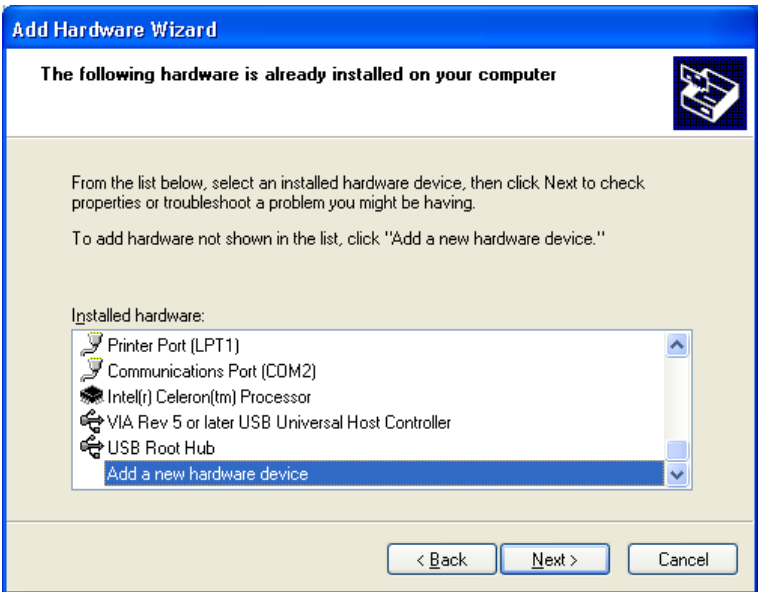 Add Hardware Wizard
The following hardware is already installed on your computer
From the list below, select an installed hardware device, then click Next to check
properties or troubleshoot a problem you might be having.
To add hardware not shown in the list, click "Add a new hardware device."
Installed hardware:
Printer Port (LPT1)
Communications Port (COM2)
Intel(r) Celeron(tm) Processor
VIA Rev 5 or later USB Universal Host Controller
USB Root Hub
Add a new hardware device
< Back Next > Cancel